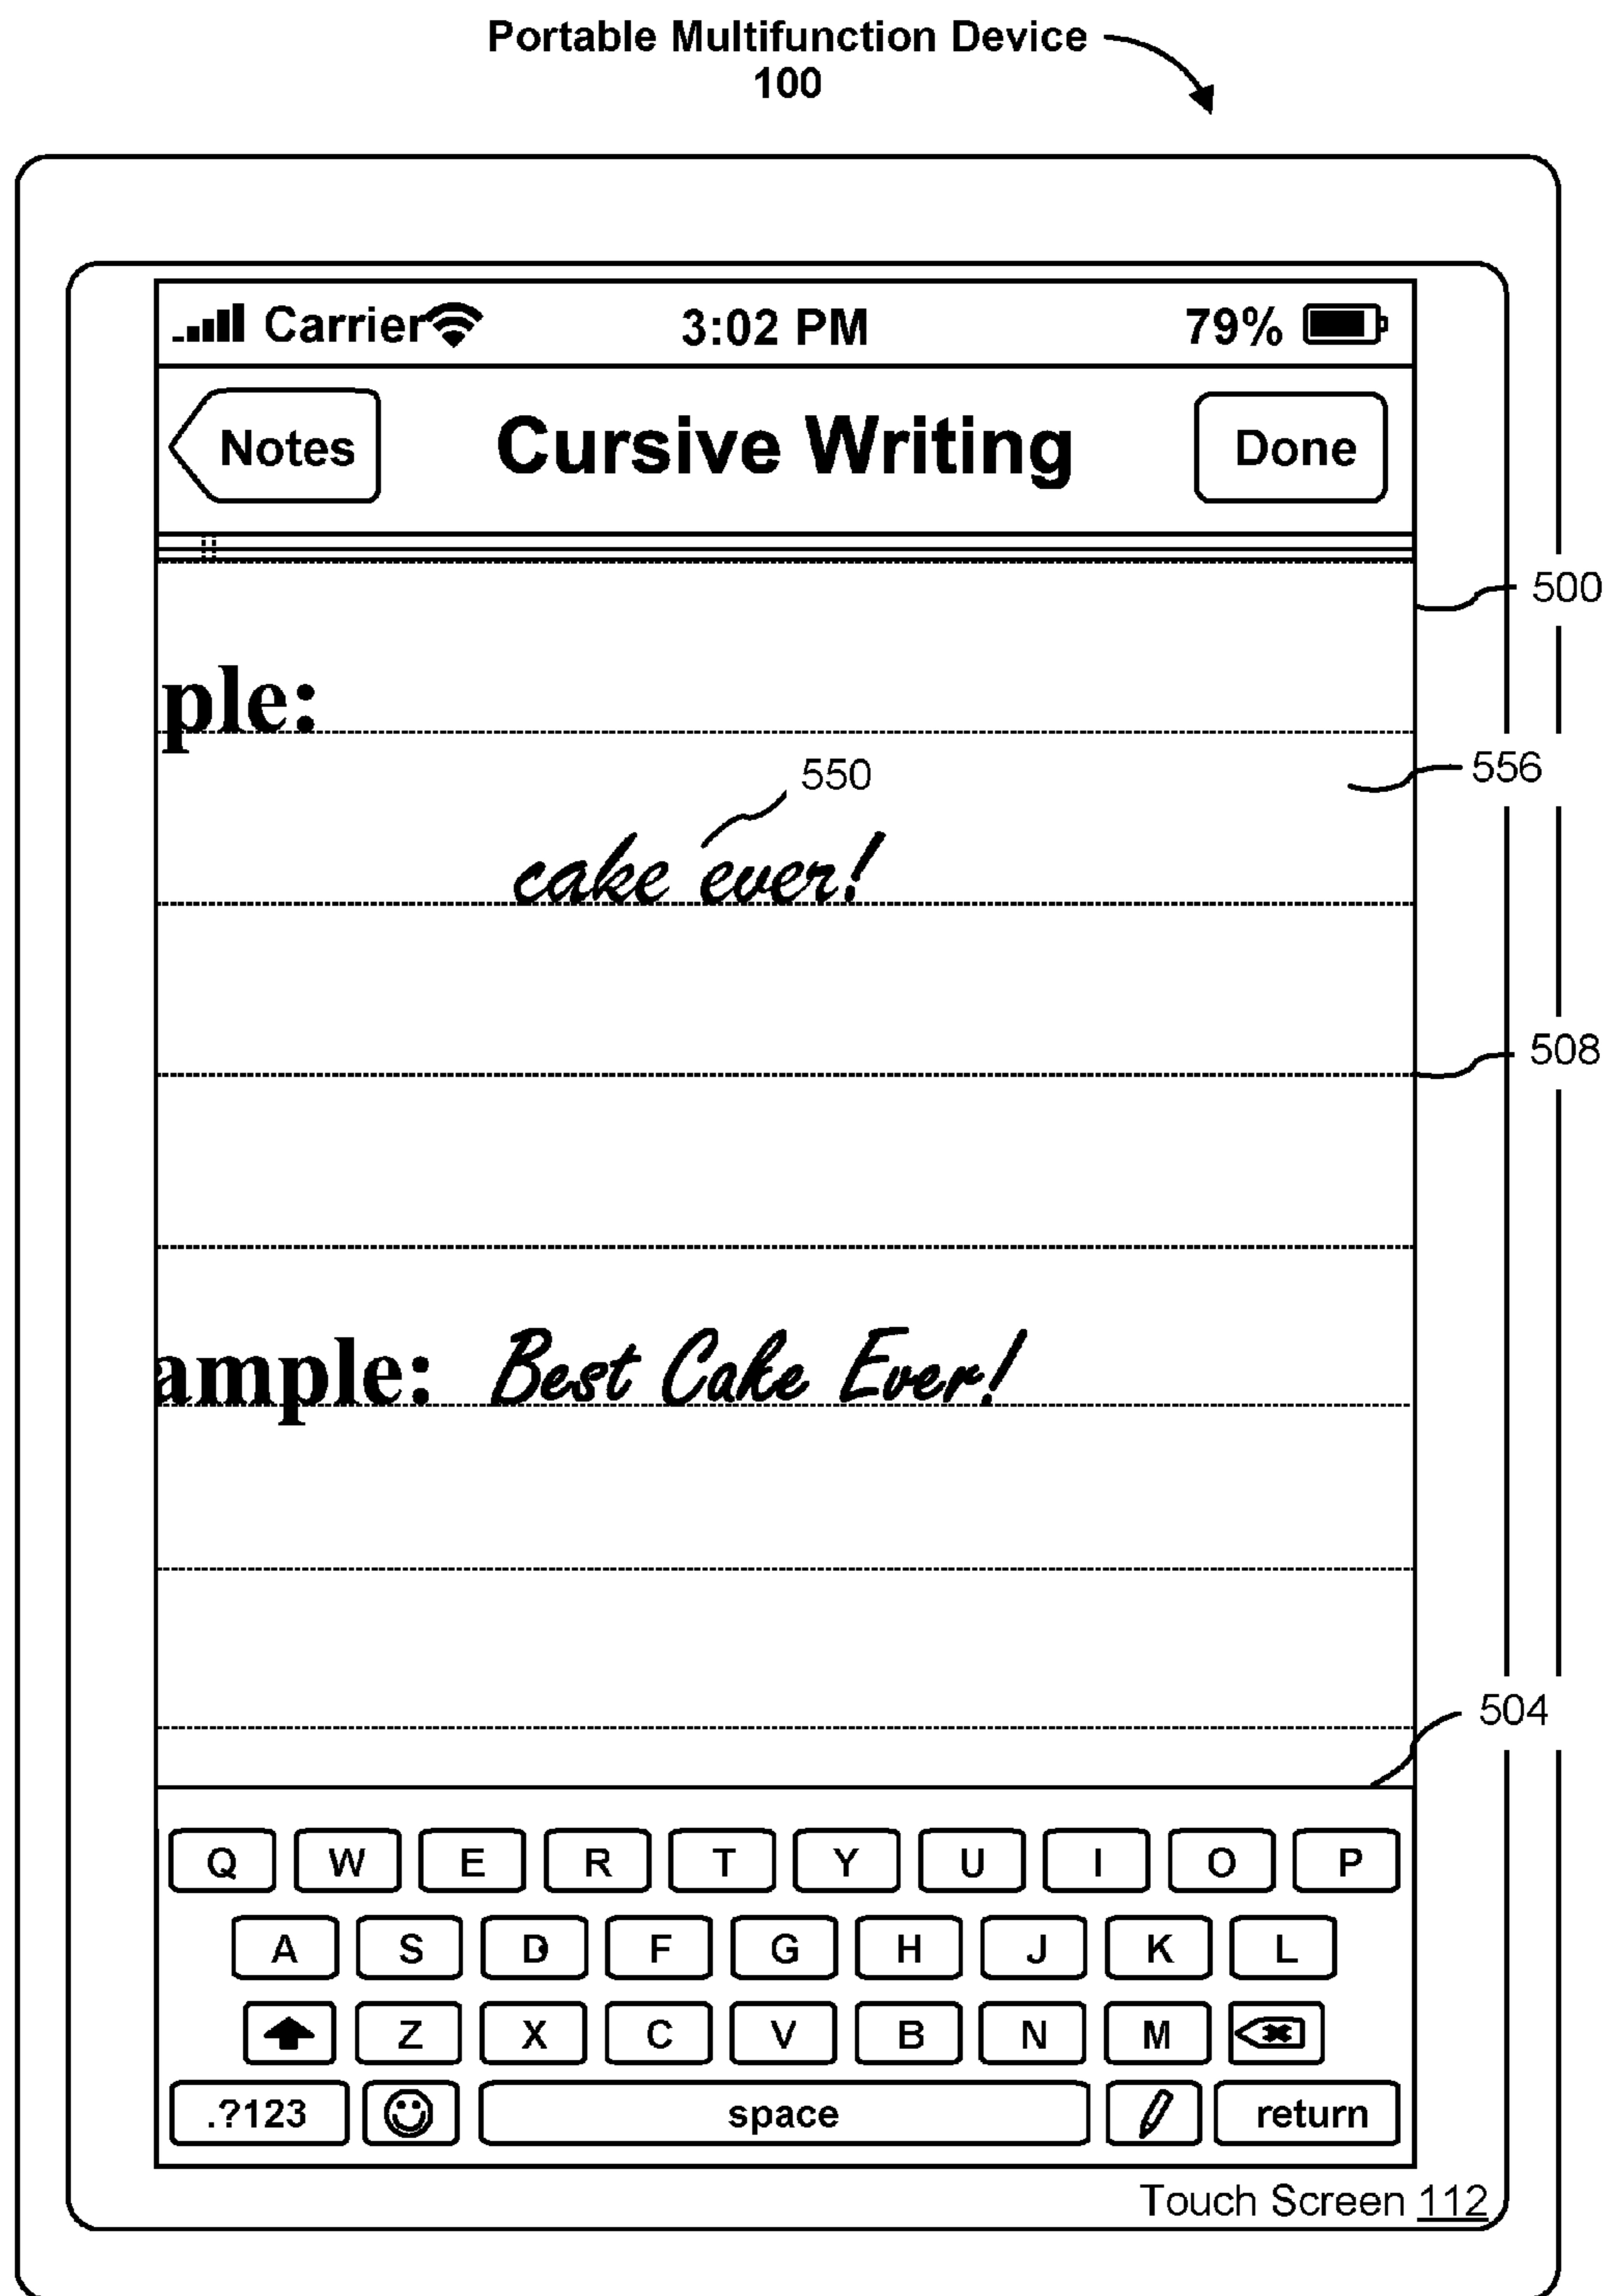 Portable Multifunction Device
100
Carrier 3:02 PM 79%
Notes Cursive Writing Done
500
ple:
550 556
cake ever!
508
ample: Best Cake Ever!
504
Q W E R T Y U I O P
A S D F G H J K L
Z X C V B N M
.?123 space return
Touch Screen 112